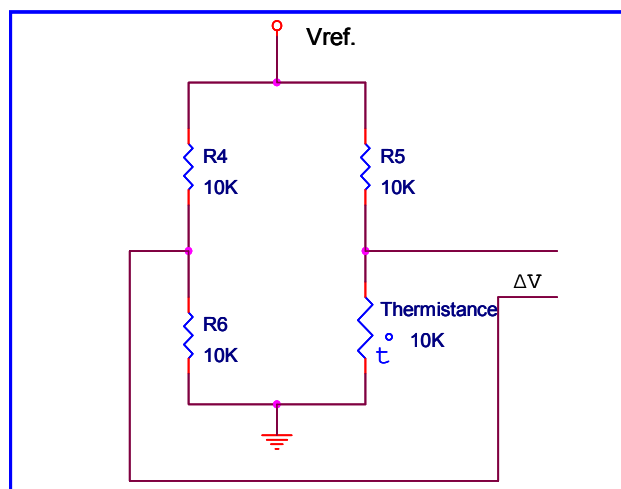 Vref.
R4
10K
R5
10K
ΔV
R6
10K
Thermistance
t° 10K